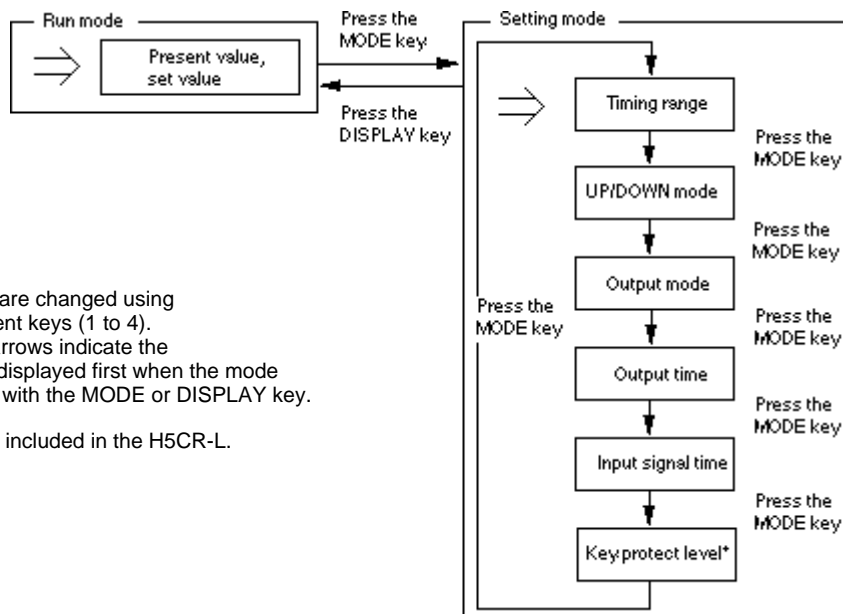 Run mode
Present value,
set value
Press the
MODE key
Press the
DISPLAY key
Setting mode
Timing range
Press the
MODE key
UP/DOWN mode
Press the
MODE key
Output mode
Press the
MODE key
Output time
Press the
MODE key
Input signal time
Press the
MODE key
Key protect level*
Press the
MODE key
are changed using
ent keys (1 to 4).
rrows indicate the
displayed first when the mode
with the MODE or DISPLAY key.
included in the H5CR-L.